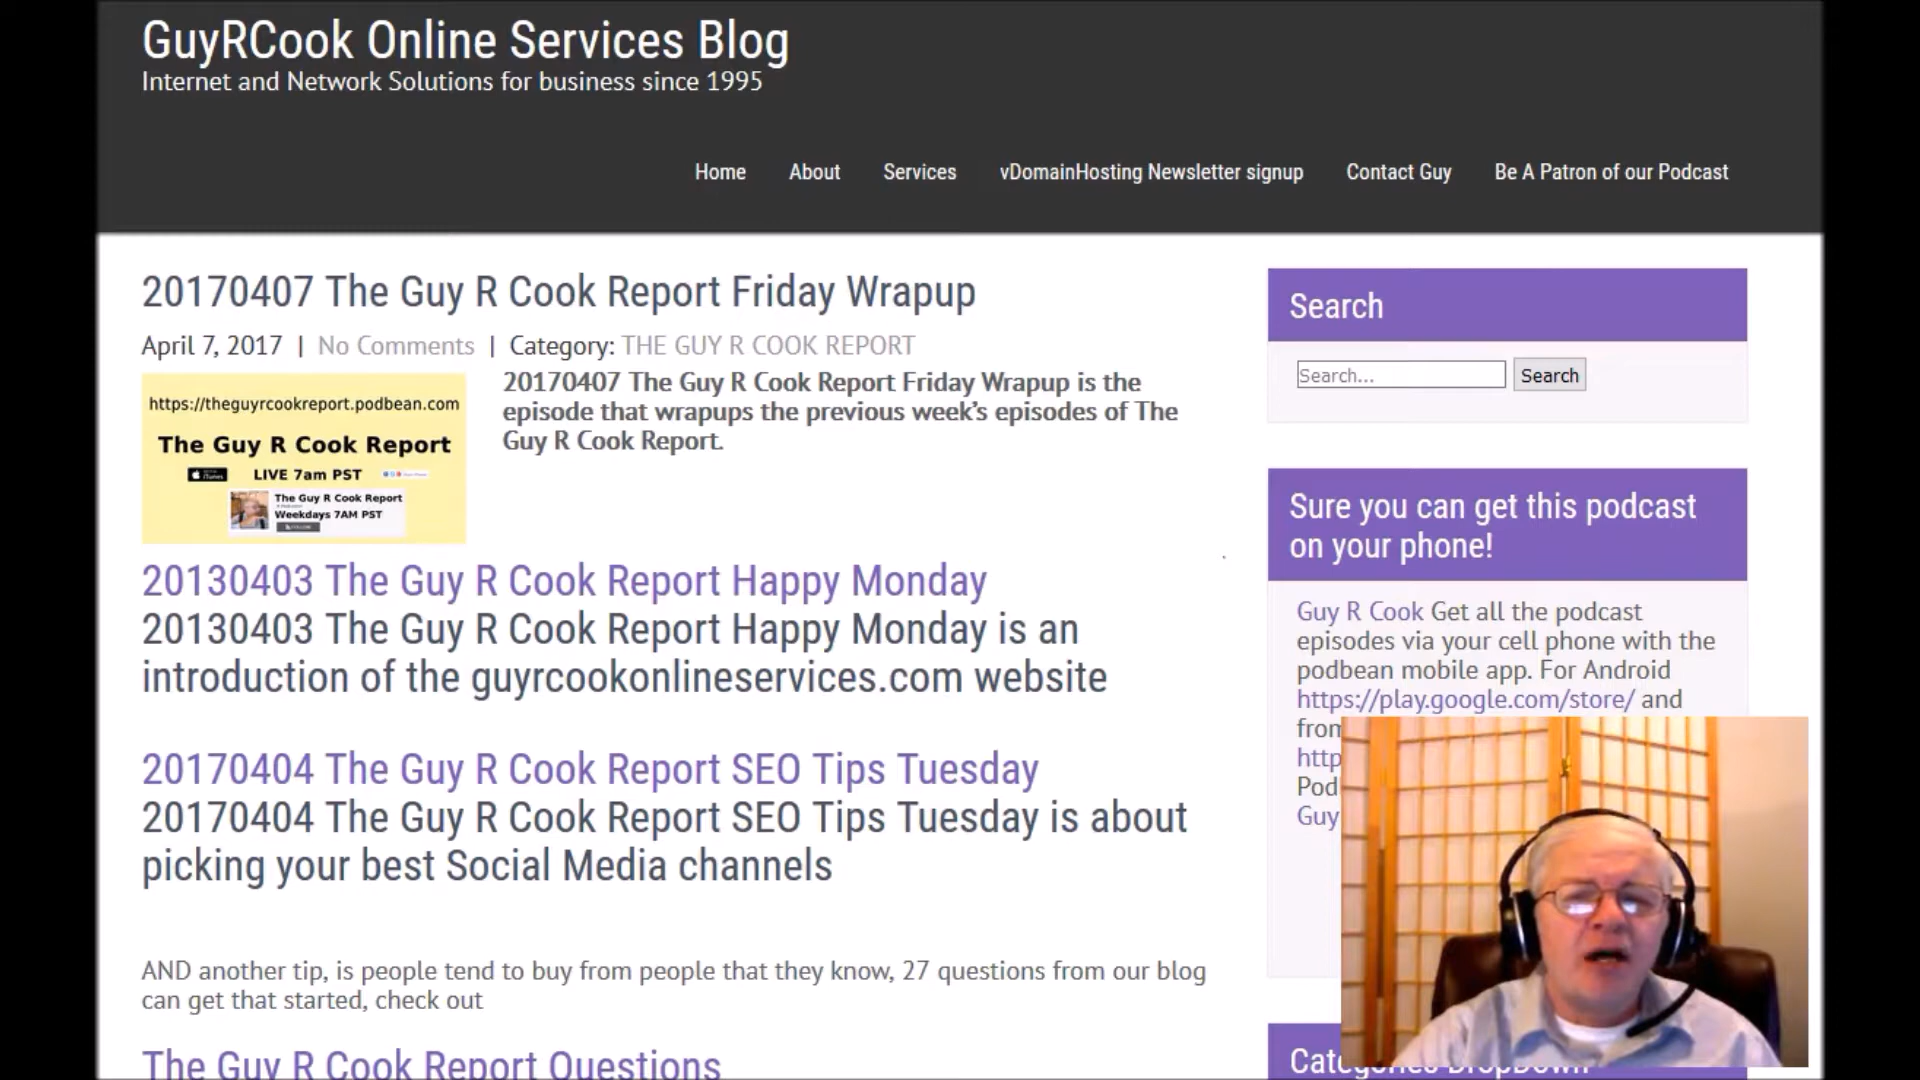 GuyRCook Online Services Blog
Internet and Network Solutions for business since 1995
Home About Services vDomainHosting Newsletter signup Contact Guy Be A Patron of our Podcast
20170407 The Guy R Cook Report Friday Wrapup
April 7, 2017 | No Comments | Category: THE GUY R COOK REPORT
https://theguyrcookreport.podbean.com
The Guy R Cook Report
LIVE 7am PST
The Guy R Cook Report
Weekdays 7AM PST
20170407 The Guy R Cook Report Friday Wrapup is the
episode that wrapups the previous week's episodes of The
Guy R Cook Report.
20130403 The Guy R Cook Report Happy Monday
20130403 The Guy R Cook Report Happy Monday is an
introduction of the guyrcookonlineservices.com website
20170404 The Guy R Cook Report SEO Tips Tuesday
20170404 The Guy R Cook Report SEO Tips Tuesday is about
picking your best Social Media channels
AND another tip, is people tend to buy from people that they know, 27 questions from our blog
can get that started, check out
The Guy R Cook Report Questions
Search
Search... Search
Sure you can get this podcast
on your phone!
Guy R Cook Get all the podcast
episodes via your cell phone with the
podbean mobile app. For Android
https://play.google.com/store/ and
from
http
Pod
Guy
Categories DropDown